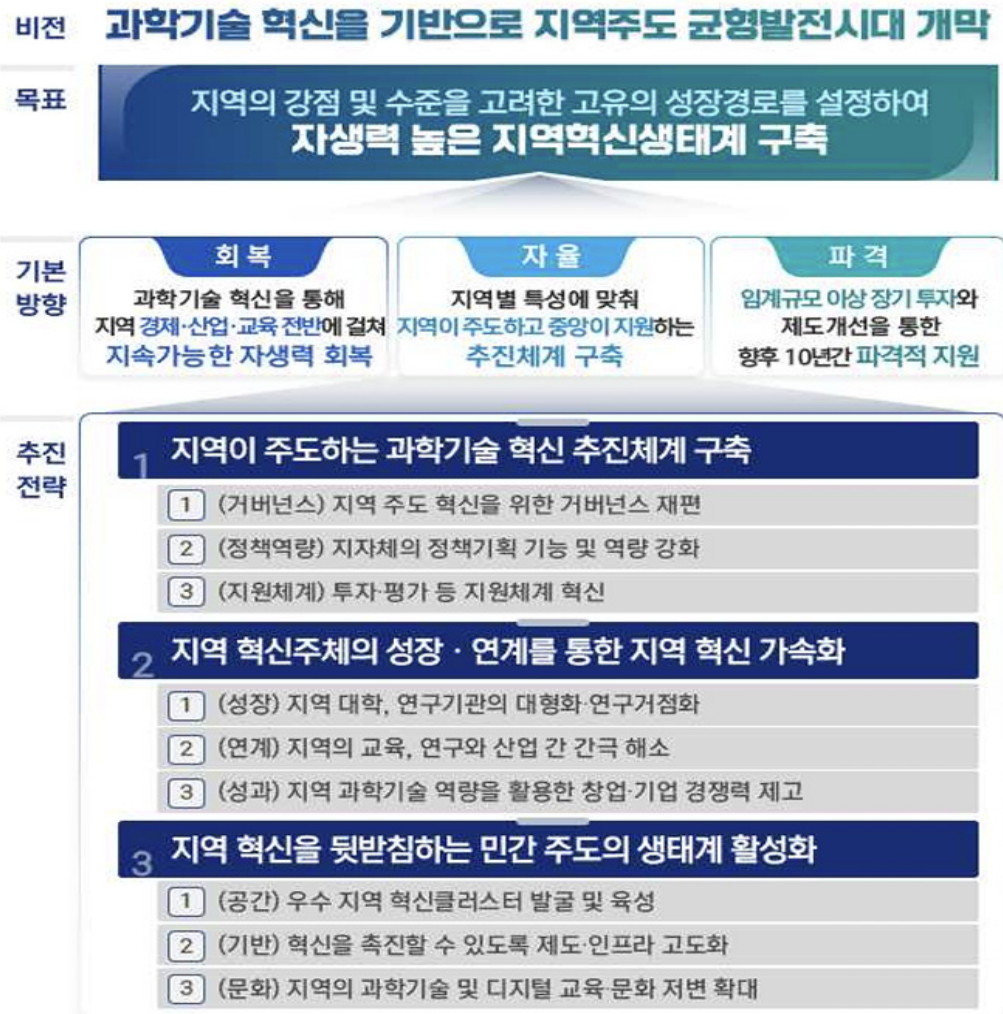 비전
과학기술 혁신을 기반으로 지역주도 균형발전시대 개막
목표
지역의 강점 및 수준을 고려한 고유의 성장경로를 설정하여
자생력 높은 지역혁신생태계 구축
기본
방향
회복
과학기술 혁신을 통해
지역 경제·산업·교육 전반에 걸쳐
지속가능한 자생력 회복
자율
지역별 특성에 맞춰
지역이 주도하고 중앙이 지원하는
추진체계 구축
파격
임계규모 이상 장기 투자와
제도개선을 통한
향후 10년간 파격적 지원
추진
전략
1 지역이 주도하는 과학기술 혁신 추진체계 구축
1 (거버넌스) 지역 주도 혁신을 위한 거버넌스 재편
2 (정책역량) 지자체의 정책기획 기능 및 역량 강화
3 (지원체계) 투자·평가 등 지원체계 혁신
2 지역 혁신주체의 성장 · 연계를 통한 지역 혁신 가속화
1 (성장) 지역 대학, 연구기관의 대형화·연구거점화
2 (연계) 지역의 교육, 연구와 산업 간 간극 해소
3 (성과) 지역 과학기술 역량을 활용한 창업·기업 경쟁력 제고
3 지역 혁신을 뒷받침하는 민간 주도의 생태계 활성화
1 (공간) 우수 지역 혁신클러스터 발굴 및 육성
2 (기반) 혁신을 촉진할 수 있도록 제도·인프라 고도화
3 (문화) 지역의 과학기술 및 디지털 교육·문화 저변 확대